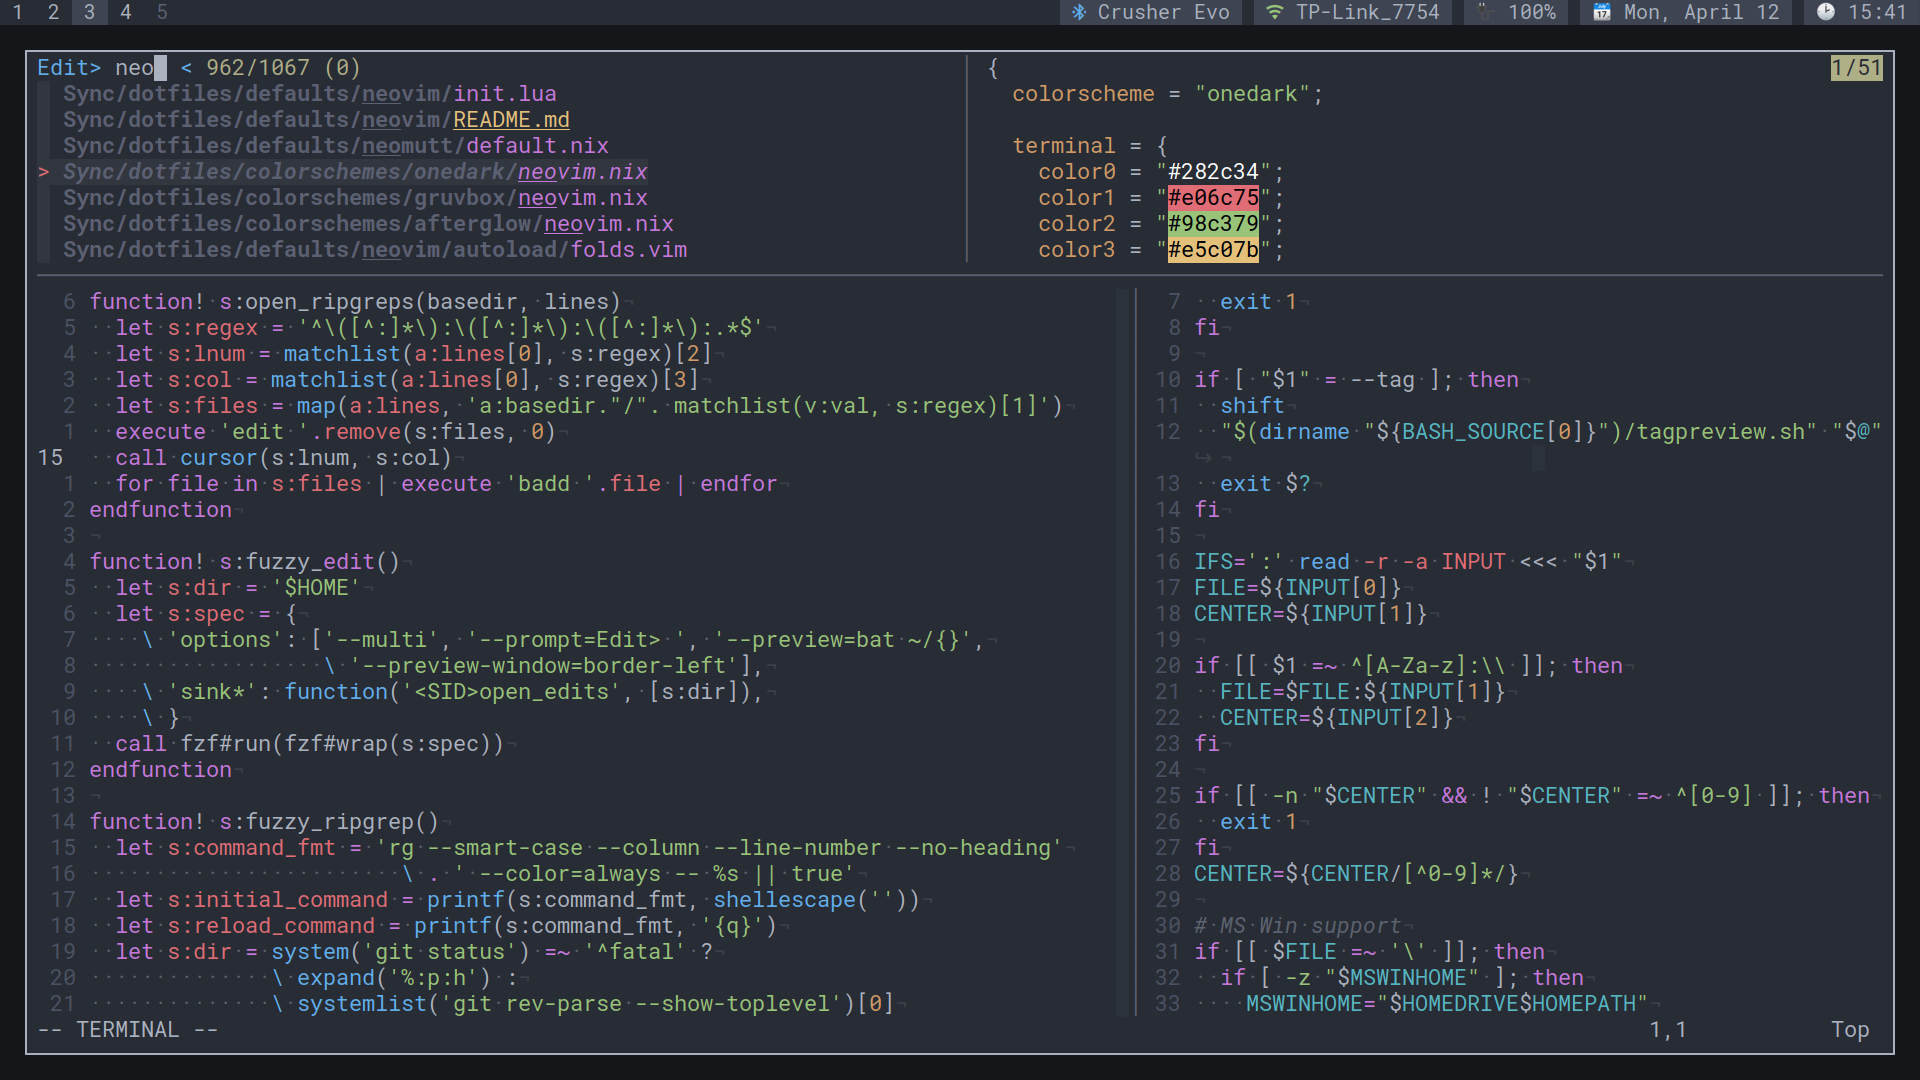 1 2 3 4 5 Crusher Evo TP-Link_7754 100% Mon, April 12 15:41
Edit> neo < 962/1067 (0)
Sync/dotfiles/defaults/neovim/init.lua
Sync/dotfiles/defaults/neovim/README.md
Sync/dotfiles/defaults/neomutt/default.nix
> Sync/dotfiles/colorschemes/onedark/neovim.nix
Sync/dotfiles/colorschemes/gruvbox/neovim.nix
Sync/dotfiles/colorschemes/afterglow/neovim.nix
Sync/dotfiles/defaults/neovim/autoload/folds.vim
{ 1/51
colorscheme = "onedark";
terminal = {
color0 = "#282c34";
color1 = "#e06c75";
color2 = "#98c379";
color3 = "#e5c07b";
6 function! s:open_ripgreps(basedir, lines)¬
5 ··let s:regex = '^\([^:]*\):\([^:]*\):\([^:]*\):.*$'¬
4 ··let s:lnum = matchlist(a:lines[0], s:regex)[2]¬
3 ··let s:col = matchlist(a:lines[0], s:regex)[3]¬
2 ··let s:files = map(a:lines, 'a:basedir."/". matchlist(v:val, s:regex)[1]')¬
1 ··execute 'edit '.remove(s:files, 0)¬
15 ··call cursor(s:lnum, s:col)¬
1 ··for file in s:files | execute 'badd '.file | endfor¬
2 endfunction¬
3 ¬
4 function! s:fuzzy_edit()¬
5 ··let s:dir = '$HOME'¬
6 ··let s:spec = {¬
7 ····\ 'options': ['--multi', '--prompt=Edit> ', '--preview=bat ~/{}',¬
8 ··················\ '--preview-window=border-left'],¬
9 ····\ 'sink*': function('<SID>open_edits', [s:dir]),¬
10 ····\ }¬
11 ··call fzf#run(fzf#wrap(s:spec))¬
12 endfunction¬
13 ¬
14 function! s:fuzzy_ripgrep()¬
15 ··let s:command_fmt = 'rg --smart-case --column --line-number --no-heading'¬
16 ························\ . ' --color=always -- %s || true'¬
17 ··let s:initial_command = printf(s:command_fmt, shellescape(''))¬
18 ··let s:reload_command = printf(s:command_fmt, '{q}')¬
19 ··let s:dir = system('git status') =~ '^fatal' ?¬
20 ··············\ expand('%:p:h') :¬
21 ··············\ systemlist('git rev-parse --show-toplevel')[0]¬
7 ··exit 1¬
8 fi¬
9 ¬
10 if [ "$1" = --tag ]; then¬
11 ··shift¬
12 ··"$(dirname "${BASH_SOURCE[0]}")/tagpreview.sh" "$@"
↪ ¬
13 ··exit $?¬
14 fi¬
15 ¬
16 IFS=':' read -r -a INPUT <<< "$1"¬
17 FILE=${INPUT[0]}¬
18 CENTER=${INPUT[1]}¬
19 ¬
20 if [[ $1 =~ ^[A-Za-z]:\\ ]]; then¬
21 ··FILE=$FILE:${INPUT[1]}¬
22 ··CENTER=${INPUT[2]}¬
23 fi¬
24 ¬
25 if [[ -n "$CENTER" && ! "$CENTER" =~ ^[0-9] ]]; then¬
26 ··exit 1¬
27 fi¬
28 CENTER=${CENTER/[^0-9]*/}¬
29 ¬
30 # MS Win support¬
31 if [[ $FILE =~ '\' ]]; then¬
32 ··if [ -z "$MSWINHOME" ]; then¬
33 ····MSWINHOME="$HOMEDRIVE$HOMEPATH"¬
-- TERMINAL -- 1,1 Top